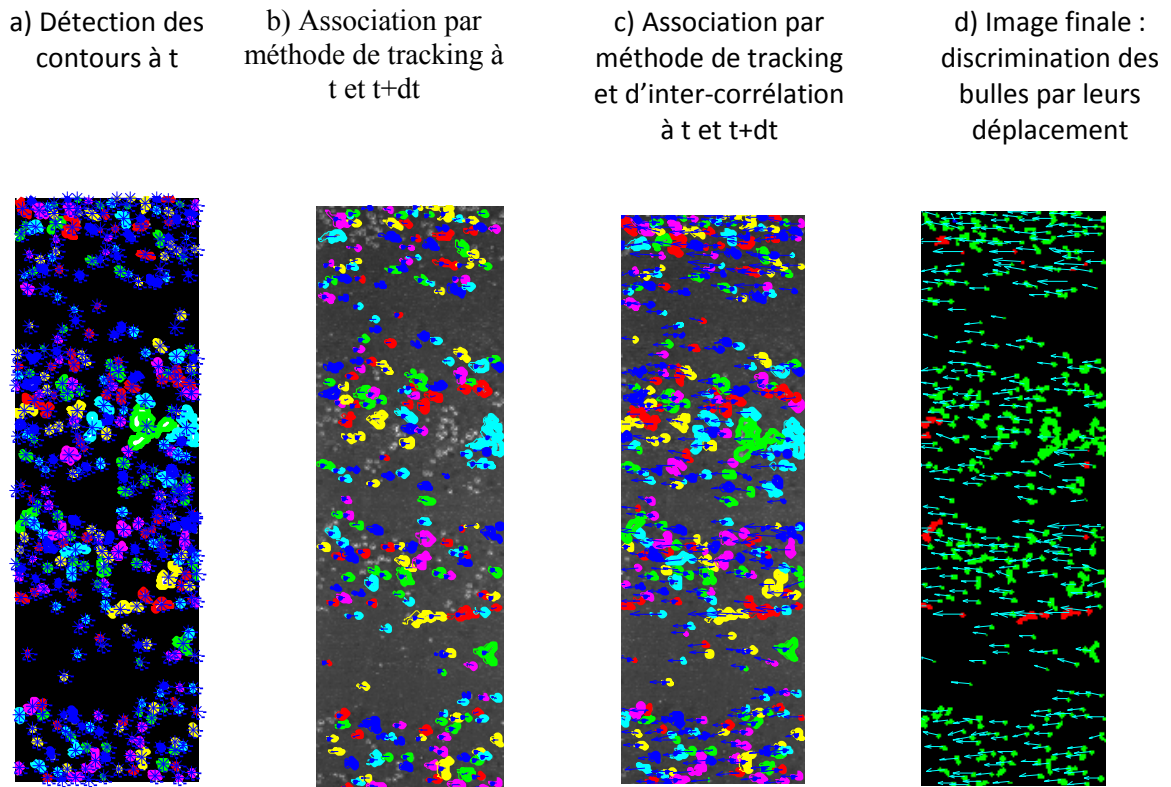 a) Détection des
contours à t
b) Association par
méthode de tracking à
t et t+dt
c) Association par
méthode de tracking
et d'inter-corrélation
à t et t+dt
d) Image finale :
discrimination des
bulles par leurs
déplacement